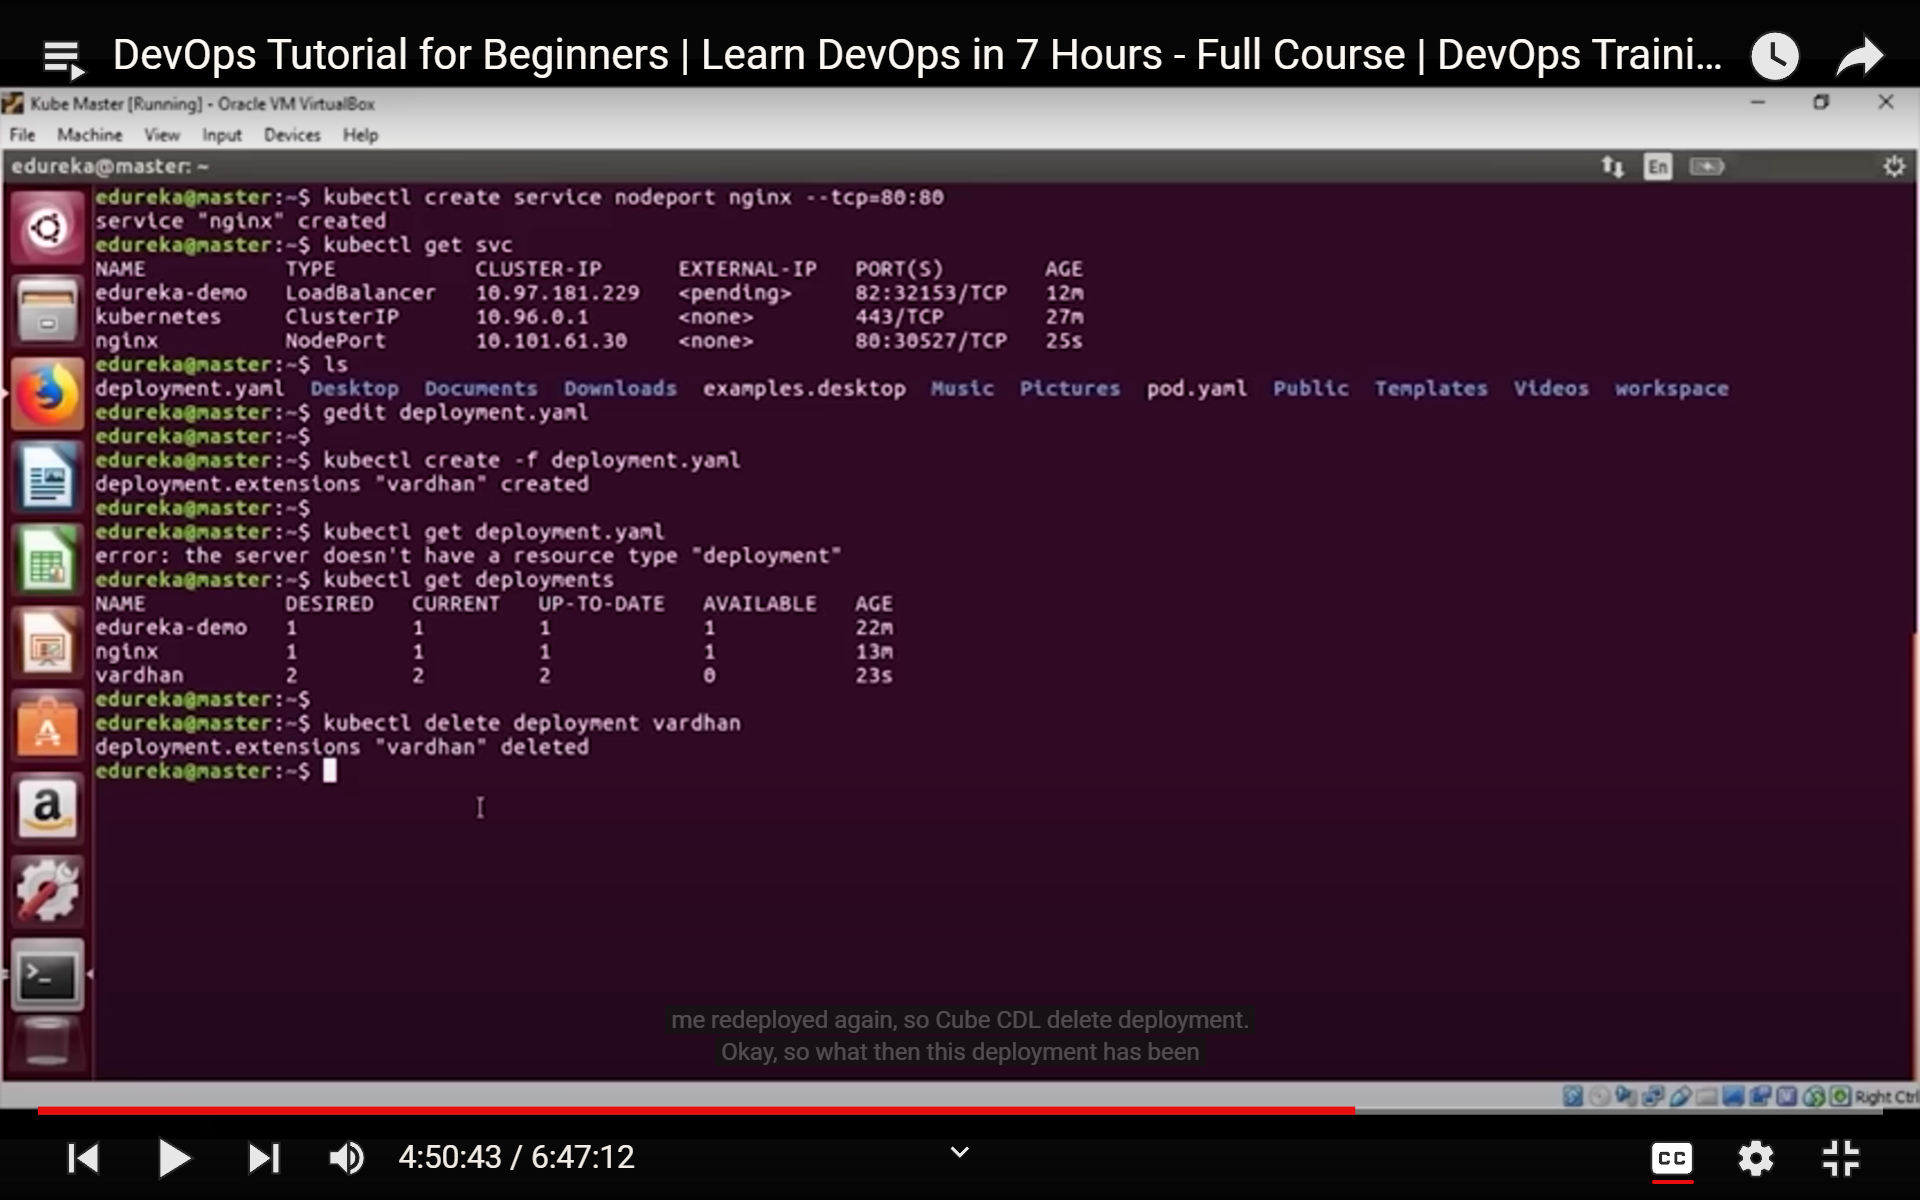 DevOps Tutorial for Beginners | Learn DevOps in 7 Hours - Full Course | DevOps Traini...
Kube Master [Running] - Oracle VM VirtualBox
File Machine View Input Devices Help
edureka@master: ~
En
edureka@master:~$ kubectl create service nodeport nginx --tcp=80:80
service "nginx" created
edureka@master:~$ kubectl get svc
NAME TYPE CLUSTER-IP EXTERNAL-IP PORT(S) AGE
edureka-demo LoadBalancer 10.97.181.229 <pending> 82:32153/TCP 12m
kubernetes ClusterIP 10.96.0.1 <none> 443/TCP 27m
nginx NodePort 10.101.61.30 <none> 80:30527/TCP 25s
edureka@master:~$ ls
deployment.yaml Desktop Documents Downloads examples.desktop Music Pictures pod.yaml Public Templates Videos workspace
edureka@master:~$ gedit deployment.yaml
edureka@master:~$
edureka@master:~$ kubectl create -f deployment.yaml
deployment.extensions "vardhan" created
edureka@master:~$
edureka@master:~$ kubectl get deployment.yaml
error: the server doesn't have a resource type "deployment"
edureka@master:~$ kubectl get deployments
NAME DESIRED CURRENT UP-TO-DATE AVAILABLE AGE
edureka-demo 1 1 1 1 22m
nginx 1 1 1 1 13m
vardhan 2 2 2 0 23s
edureka@master:~$
edureka@master:~$ kubectl delete deployment vardhan
deployment.extensions "vardhan" deleted
edureka@master:~$
me redeployed again, so Cube CDL delete deployment.
Okay, so what then this deployment has been
Right Ctrl
4:50:43 / 6:47:12
CC